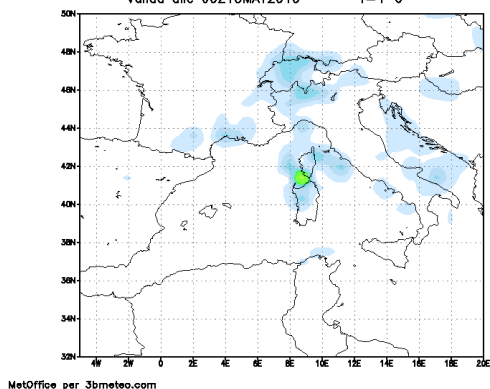 50N
48N
46N
44N
42N
40N
38N
36N
34N
32N
4W 2W 0 2E 4E 6E 8E 10E 12E 14E 16E 18E 20E
MetOffice per 3bmeteo.com